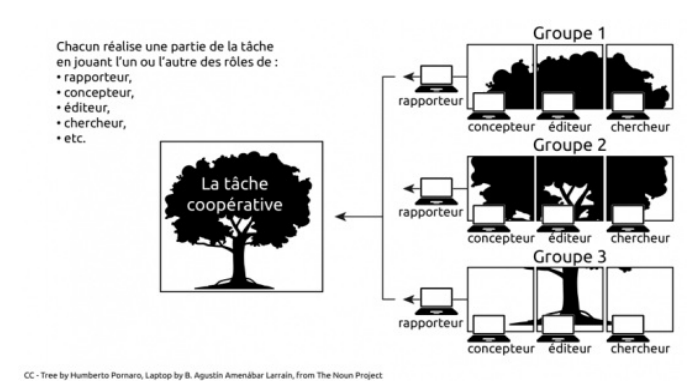 Chacun réalise une partie de la tâche
en jouant l'un ou l'autre des rôles de :
• rapporteur,
• concepteur,
• éditeur,
• chercheur,
• etc.
La tâche
coopérative
Groupe 1
rapporteur
concepteur éditeur chercheur
Groupe 2
rapporteur
concepteur éditeur chercheur
Groupe 3
rapporteur
concepteur éditeur chercheur
CC - Tree by Humberto Pornaro, Laptop by B. Agustín Amenábar Larraín, from The Noun Project